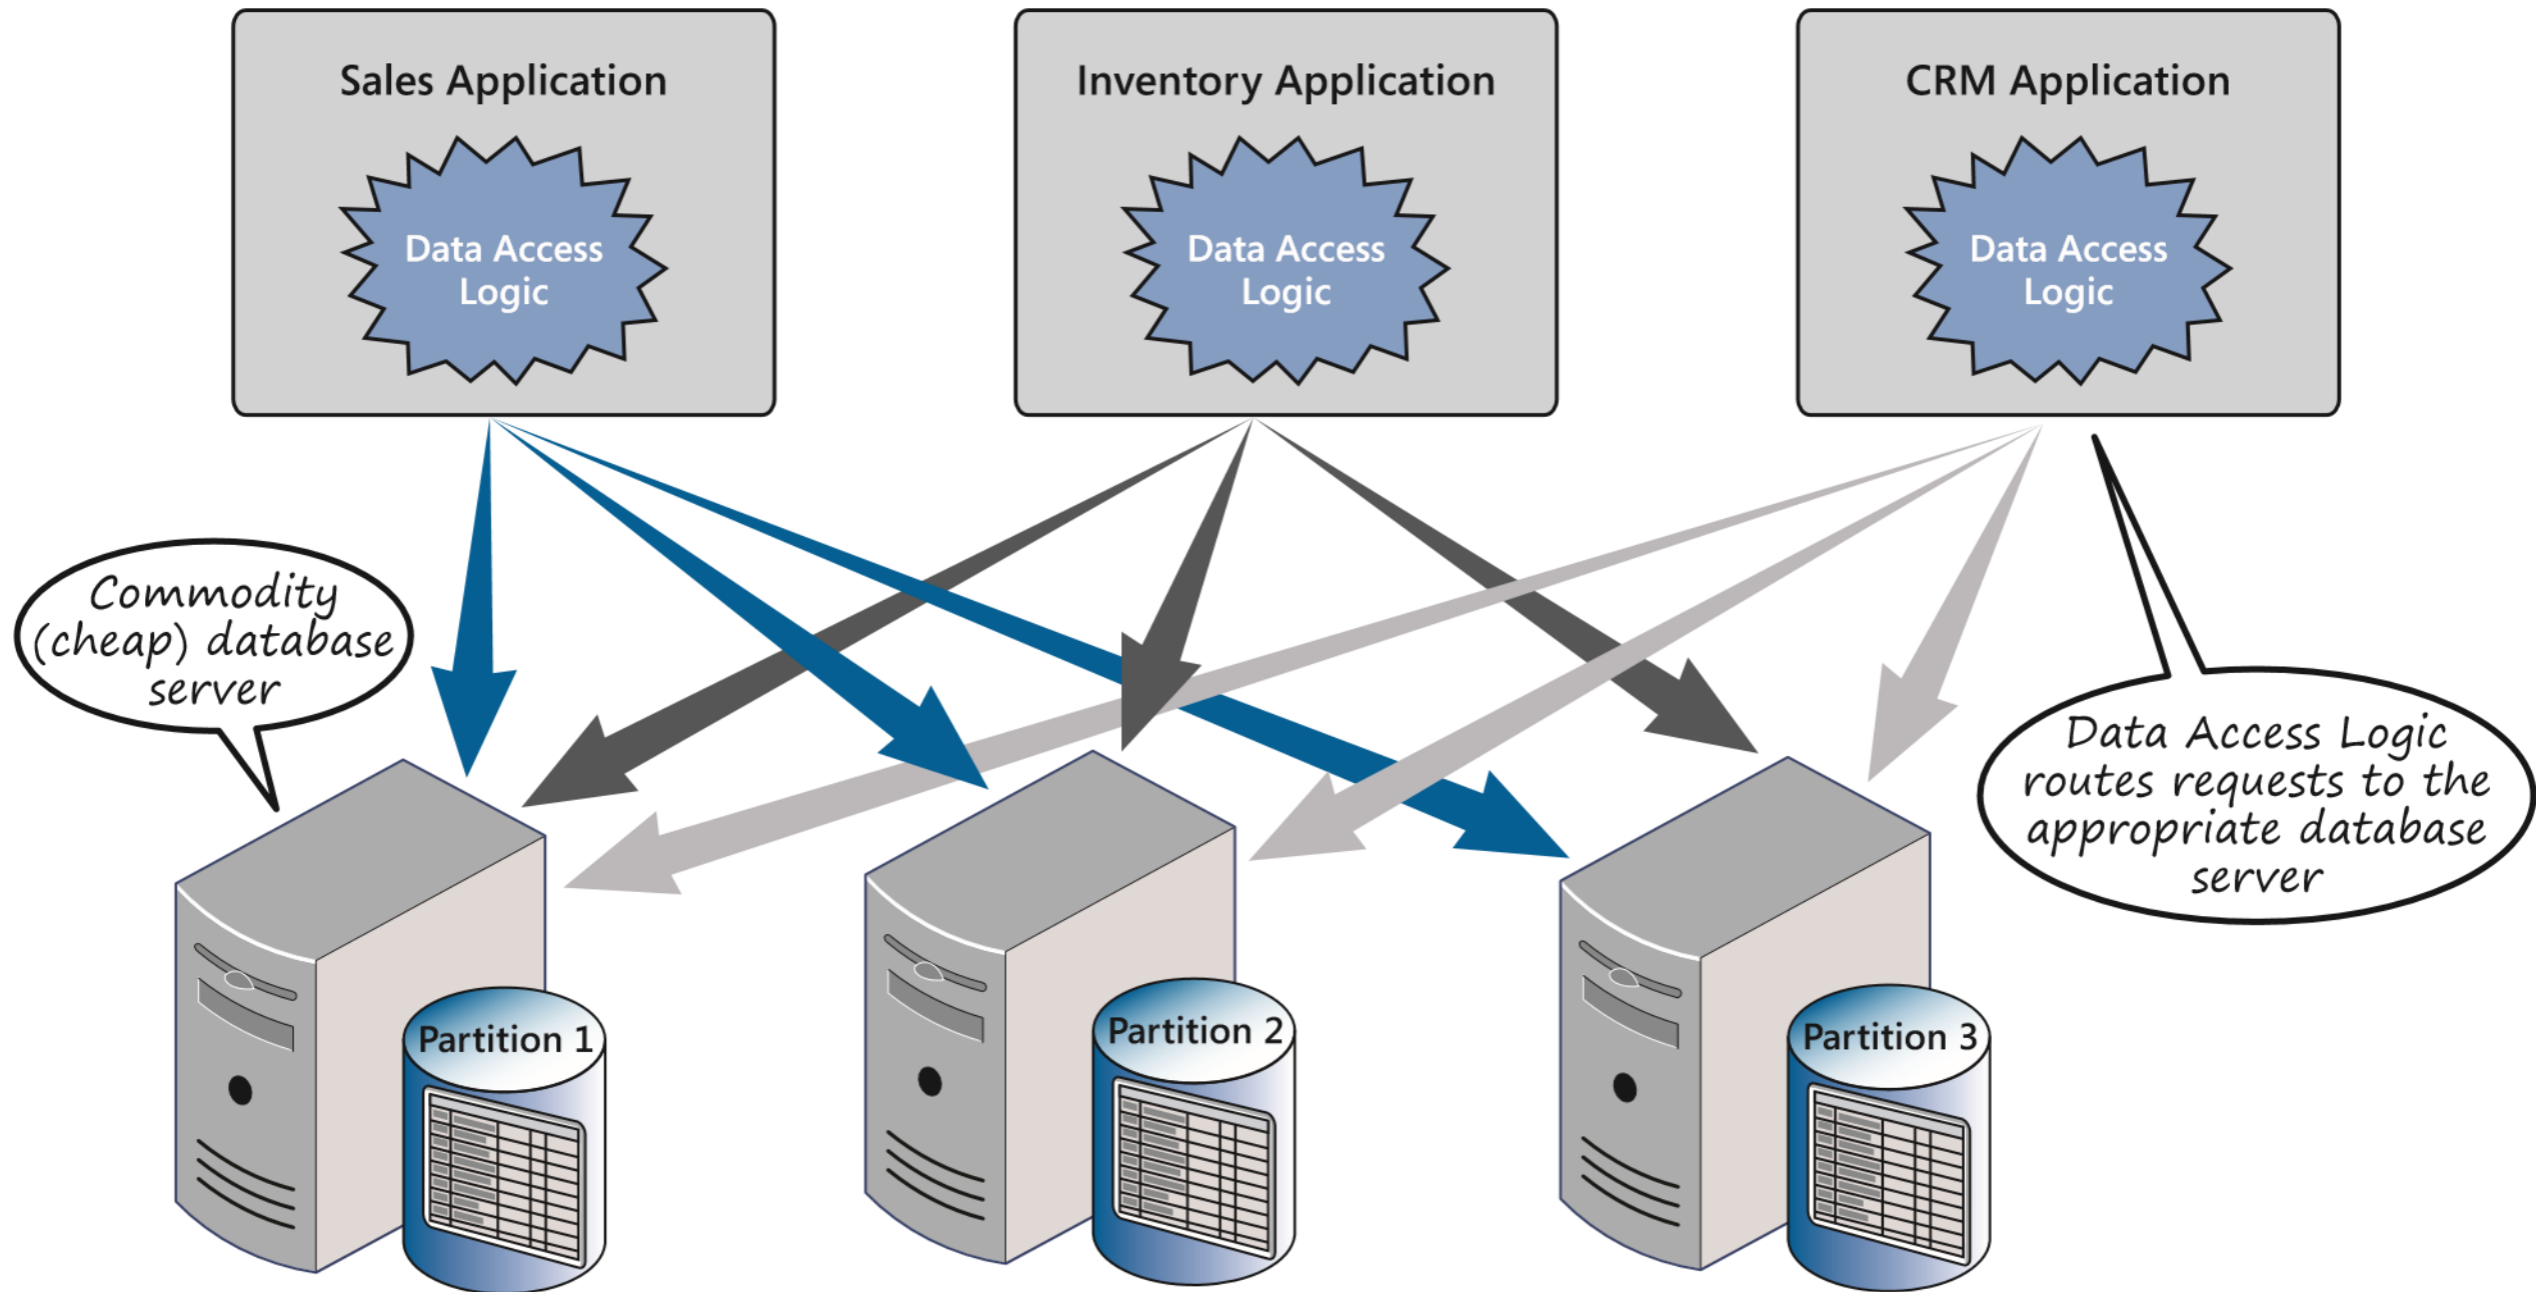 Sales Application
Data Access
Logic
Inventory Application
Data Access
Logic
CRM Application
Data Access
Logic
Commodity
(cheap) database
server
Data Access Logic
routes requests to the
appropriate database
server
Partition 1
Partition 2
Partition 3